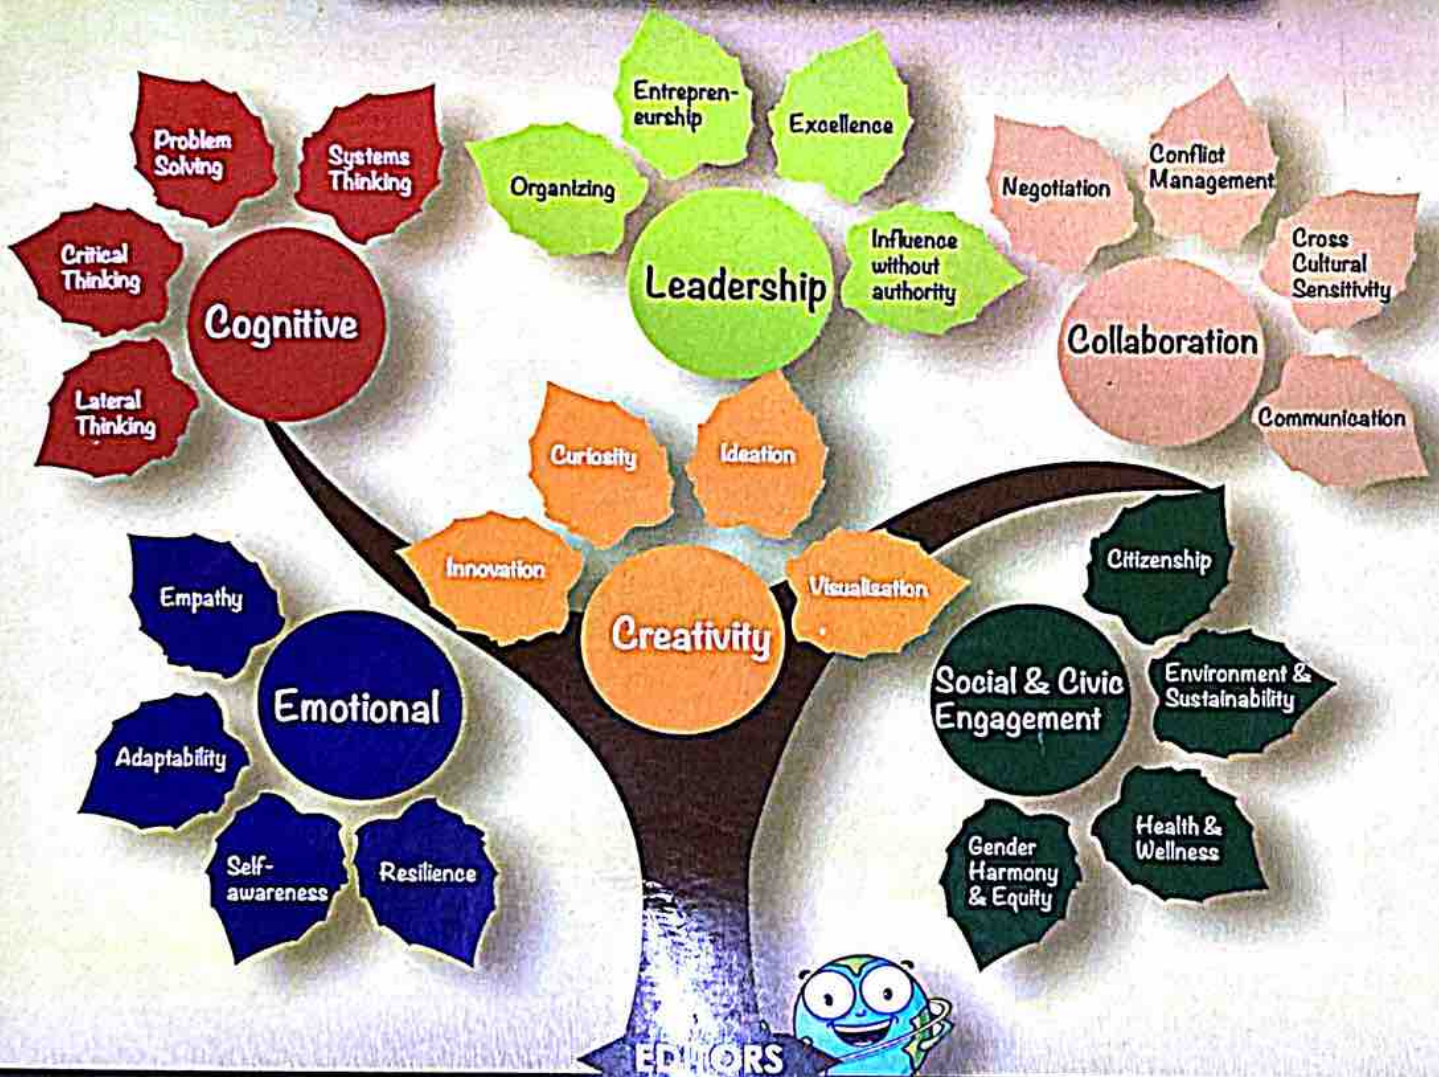 Problem
Solving
Systems
Thinking
Critical
Thinking
Lateral
Thinking
Cognitive
Organizing
Entrepren-
eurship
Excellence
Influence
without
authority
Leadership
Negotiation
Conflict
Management
Cross
Cultural
Sensitivity
Communication
Collaboration
Innovation
Curiosity
Ideation
Visualisation
Creativity
Empathy
Adaptability
Self-
awareness
Resilience
Emotional
Citizenship
Environment &
Sustainability
Health &
Wellness
Gender
Harmony
& Equity
Social & Civic
Engagement
EDITORS